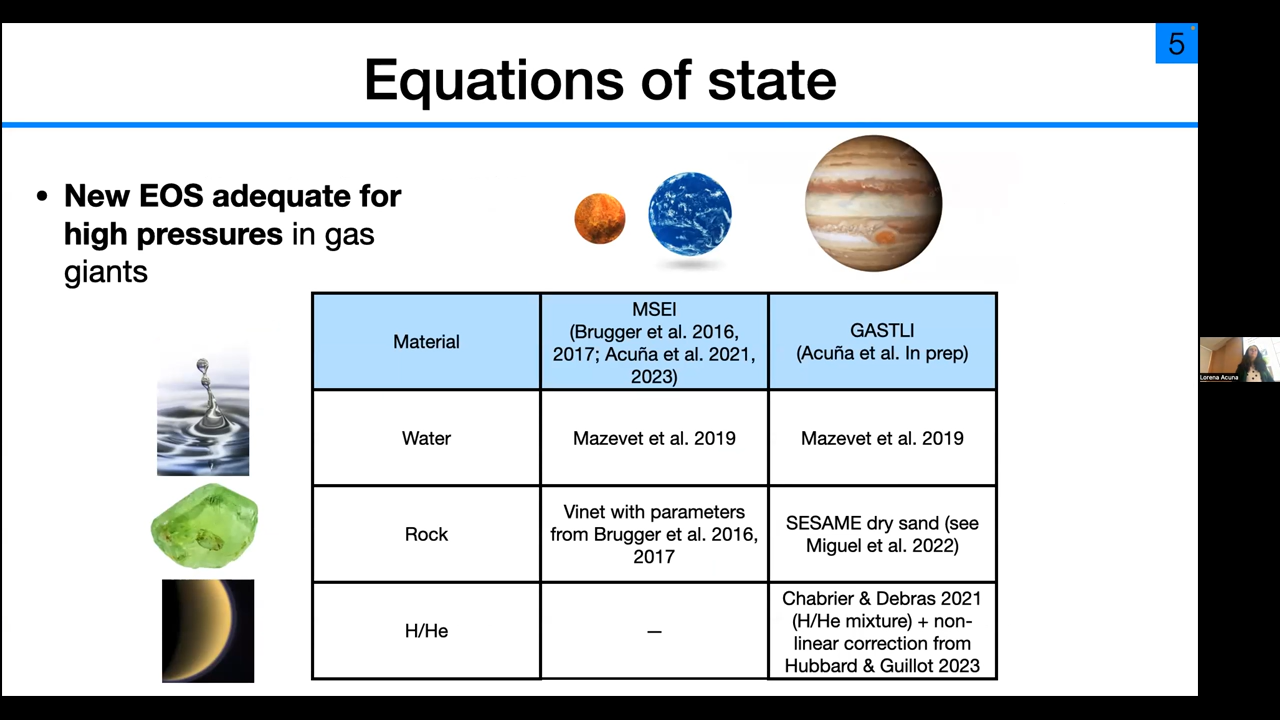 5
Equations of state
• New EOS adequate for
high pressures in gas
giants
Material
MSEI
(Brugger et al. 2016,
2017; Acuña et al. 2021,
2023)
GASTLI
(Acuña et al. In prep)
Water
Mazevet et al. 2019
Mazevet et al. 2019
Rock
Vinet with parameters
from Brugger et al. 2016,
2017
SESAME dry sand (see
Miguel et al. 2022)
H/He
—
Chabrier & Debras 2021
(H/He mixture) + non-
linear correction from
Hubbard & Guillot 2023
Lorena Acuna